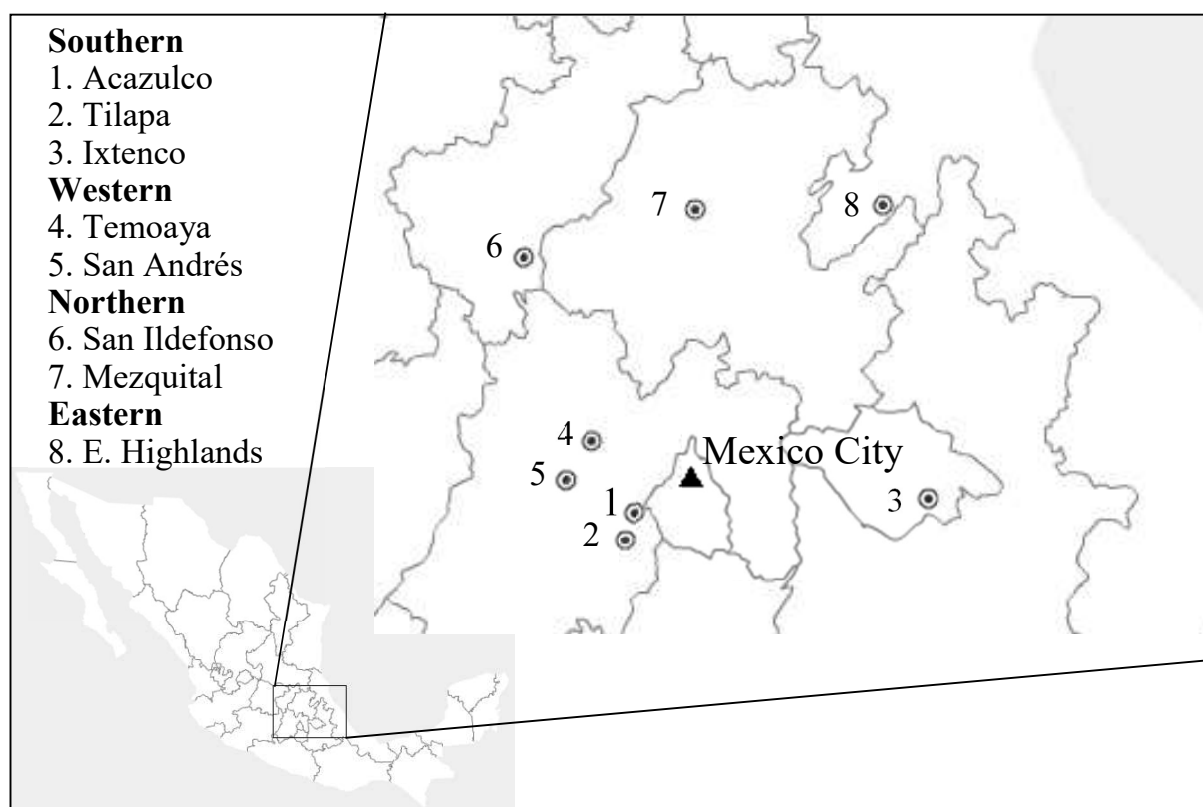 Southern
1. Acazulco
2. Tilapa
3. Ixtenco
Western
4. Temoaya
5. San Andrés
Northern
6. San Ildefonso
7. Mezquital
Eastern
8. E. Highlands
7
8
6
4
Mexico City
5
3
1
2